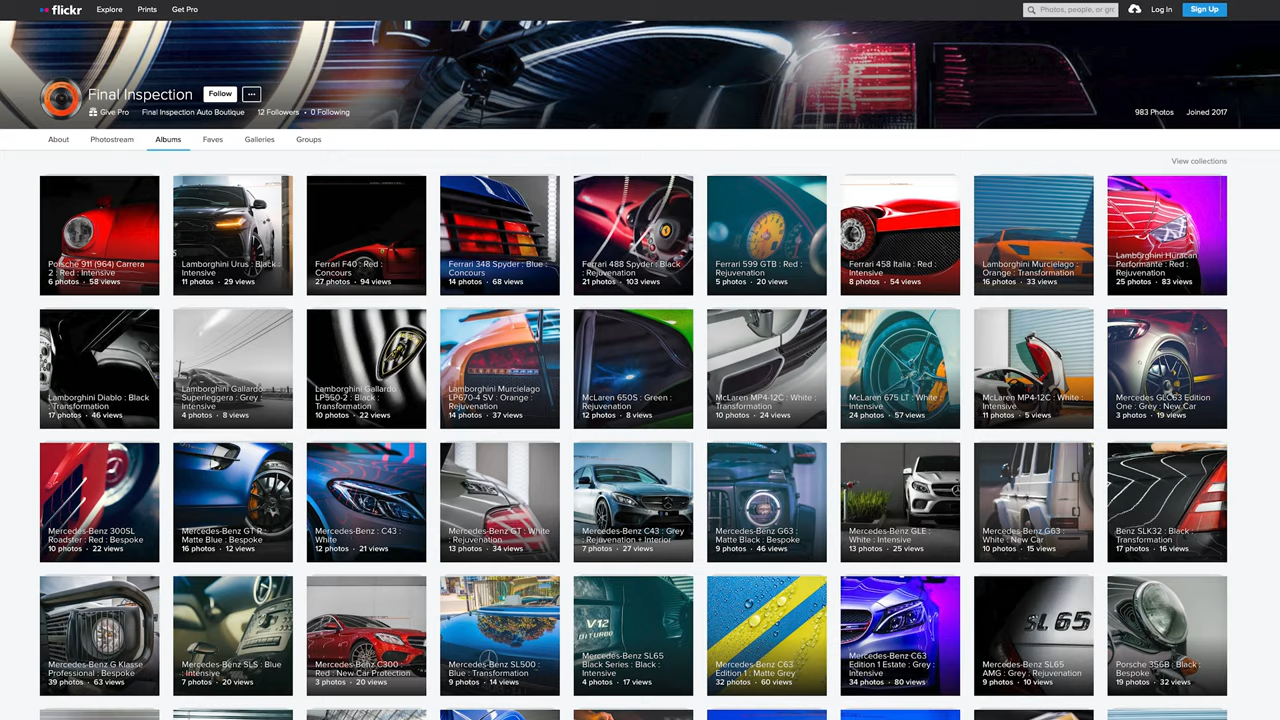 flickr
Explore
Prints
Get Pro
Photos, people, or gr
Log In
Sign Up
Final Inspection
Follow
...
Give Pro
Final Inspection Auto Boutique
12 Followers • 0 Following
983 Photos
Joined 2017
About
Photostream
Albums
Faves
Galleries
Groups
View collections
Porsche 911 (964) Carrera
2 : Red : Intensive
6 photos · 58 views
Lamborghini Urus : Black :
Intensive
11 photos · 29 views
Ferrari F40 : Red :
Concours
27 photos · 94 views
Ferrari 348 Spyder : Blue :
Concours
14 photos · 68 views
Ferrari 488 Spyder : Black
: Rejuvenation
21 photos · 103 views
Ferrari 599 GTB : Red :
Rejuvenation
5 photos · 20 views
Ferrari 458 Italia : Red :
Intensive
8 photos · 54 views
Lamborghini Murcielago :
Orange : Transformation
16 photos · 33 views
Lamborghini Huracan
Performante : Red :
Rejuvenation
25 photos · 83 views
Lamborghini Diablo : Black
: Transformation
17 photos · 46 views
Lamborghini Gallardo
Superleggera : Grey :
Intensive
4 photos · 8 views
Lamborghini Gallardo
LP550-2 : Black :
Transformation
10 photos · 22 views
Lamborghini Murcielago
LP670-4 SV : Orange :
Rejuvenation
14 photos · 37 views
McLaren 650S : Green :
Rejuvenation
12 photos · 8 views
McLaren MP4-12C : White :
Transformation
10 photos · 24 views
McLaren 675 LT : White :
Intensive
24 photos · 57 views
McLaren MP4-12C : White :
Intensive
11 photos · 5 views
Mercedes GLC63 Edition
One : Grey : New Car
3 photos · 19 views
Mercedes-Benz 300SL
Roadster : Red : Bespoke
10 photos · 22 views
Mercedes-Benz GT R :
Matte Blue : Bespoke
16 photos · 12 views
Mercedes-Benz : C43 :
White
12 photos · 21 views
Mercedes-Benz GT : White
: Rejuvenation
13 photos · 34 views
Mercedes-Benz C43 : Grey
: Rejuvenation + Interior
7 photos · 27 views
Mercedes-Benz G63 :
Matte Black : Bespoke
9 photos · 46 views
Mercedes-Benz GLE :
White : Intensive
13 photos · 25 views
Mercedes-Benz G63 :
White : New Car
10 photos · 15 views
Benz SLK32 : Black :
Transformation
17 photos · 16 views
Mercedes-Benz G Klasse
Professional : Bespoke
39 photos · 63 views
Mercedes-Benz SLS : Blue
: Intensive
7 photos · 20 views
Mercedes-Benz C300 :
Red : New Car Protection
3 photos · 20 views
Mercedes-Benz SL500 :
Blue : Transformation
9 photos · 14 views
V12
BITURBO
Mercedes-Benz SL65
Black Series : Black :
Intensive
4 photos · 17 views
Mercedes-Benz C63
Edition 1 : Matte Grey
32 photos · 60 views
Mercedes-Benz C63
Edition 1 Estate : Grey :
Intensive
34 photos · 80 views
SL 65
Mercedes-Benz SL65
AMG : Grey : Rejuvenation
9 photos · 10 views
Porsche 356B : Black :
Bespoke
19 photos · 32 views